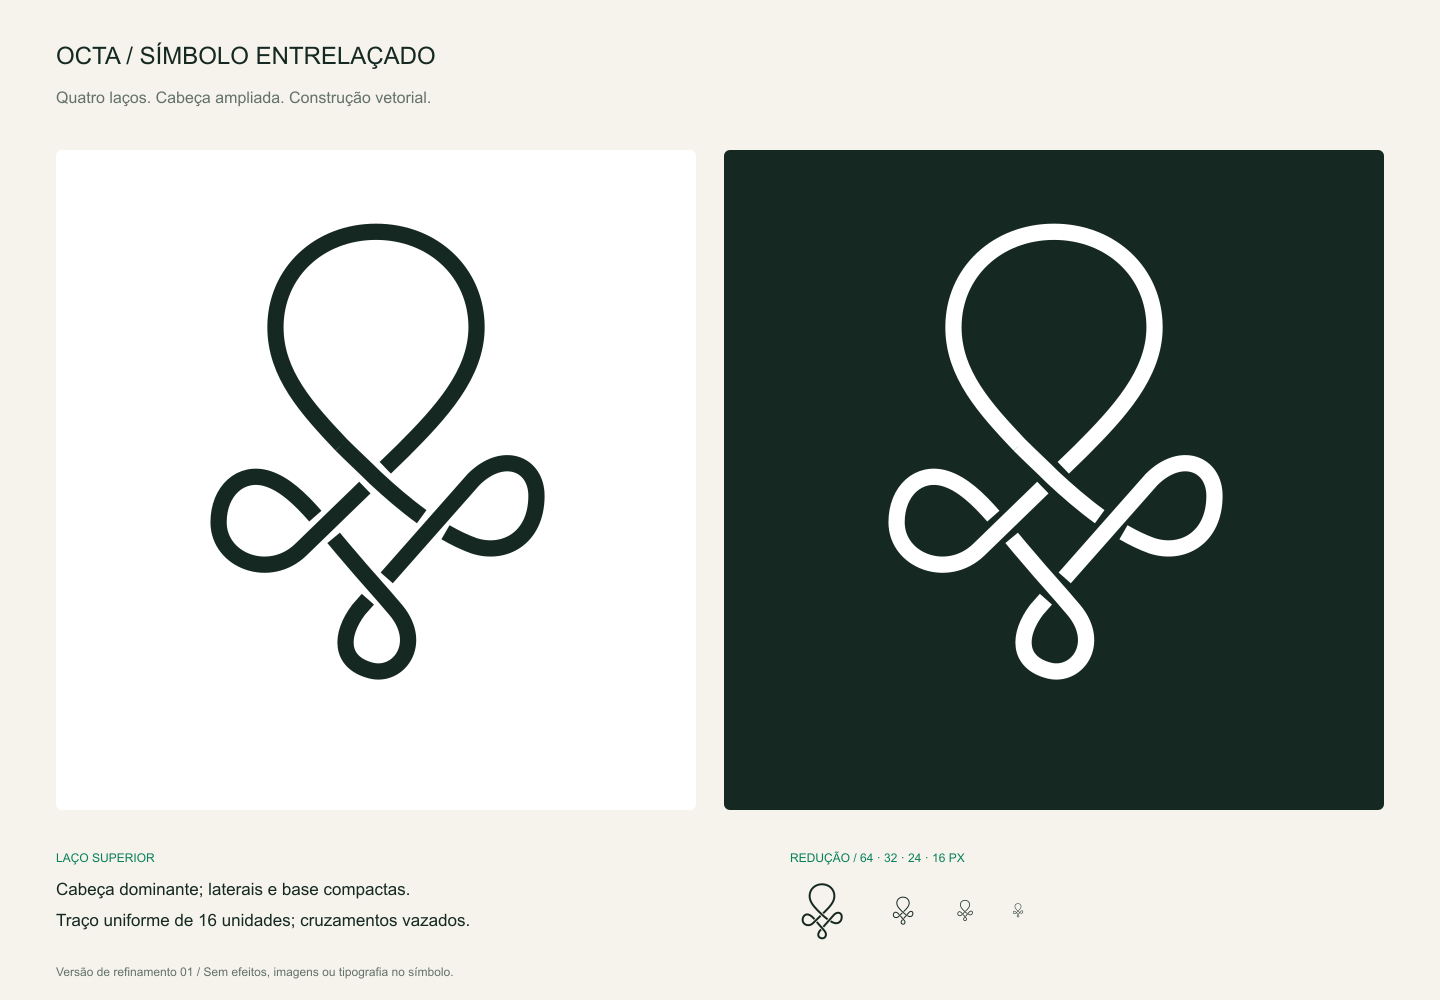 OCTA / SÍMBOLO ENTRELAÇADO
Quatro laços. Cabeça ampliada. Construção vetorial.
LAÇO SUPERIOR
Cabeça dominante; laterais e base compactas.
Traço uniforme de 16 unidades; cruzamentos vazados.
REDUÇÃO / 64 · 32 · 24 · 16 PX
Versão de refinamento 01 / Sem efeitos, imagens ou tipografia no símbolo.